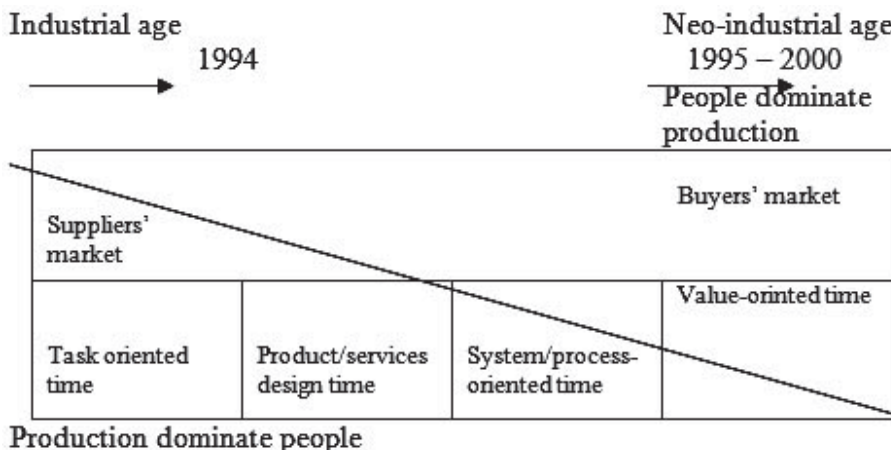 Industrial age
1994
Neo-industrial age
1995 – 2000
People dominate
production
Suppliers'
market
Buyers' market
Task oriented
time
Product/services
design time
System/process-
oriented time
Value-orinted time
Production dominate people